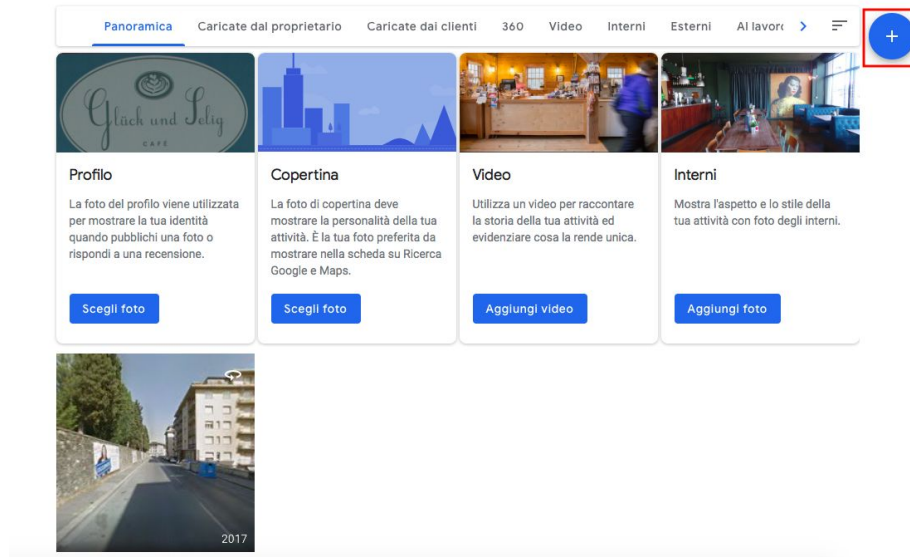 Panoramica Caricate dal proprietario Caricate dai clienti 360 Video Interni Esterni Al lavoro
+
Glück und Selig
CAFÉ
Profilo
La foto del profilo viene utilizzata
per mostrare la tua identità
quando pubblichi una foto o
rispondi a una recensione.
Scegli foto
Copertina
La foto di copertina deve
mostrare la personalità della tua
attività. È la tua foto preferita da
mostrare nella scheda su Ricerca
Google e Maps.
Scegli foto
Video
Utilizza un video per raccontare
la storia della tua attività ed
evidenziare cosa la rende unica.
Aggiungi video
Interni
Mostra l'aspetto e lo stile della
tua attività con foto degli interni.
Aggiungi foto
2017